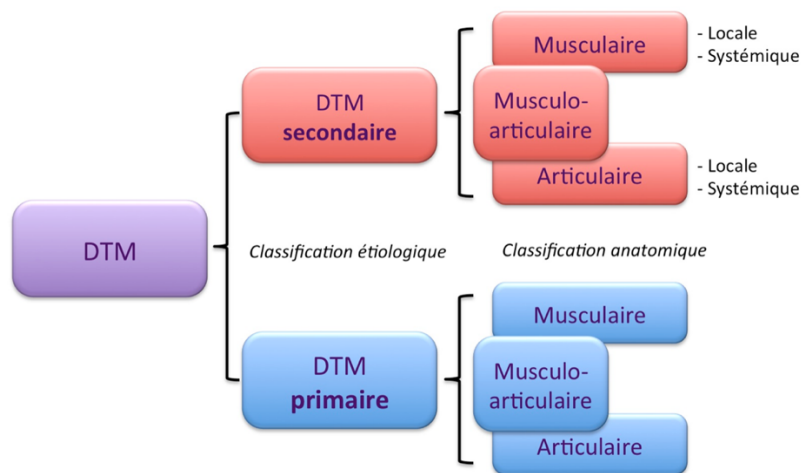 DTM
DTM
secondaire
Musculaire
- Locale
- Systémique
Musculo-
articulaire
Articulaire
- Locale
- Systémique
Classification étiologique
Classification anatomique
DTM
primaire
Musculaire
Musculo-
articulaire
Articulaire